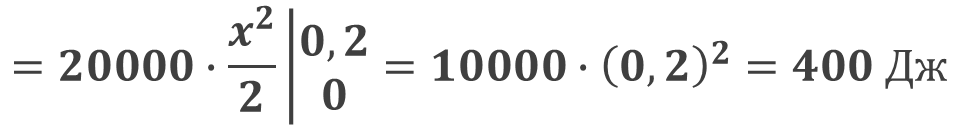 = 20000 · x²/2 |0,2 0 = 10000 · (0,2)² = 400 Дж